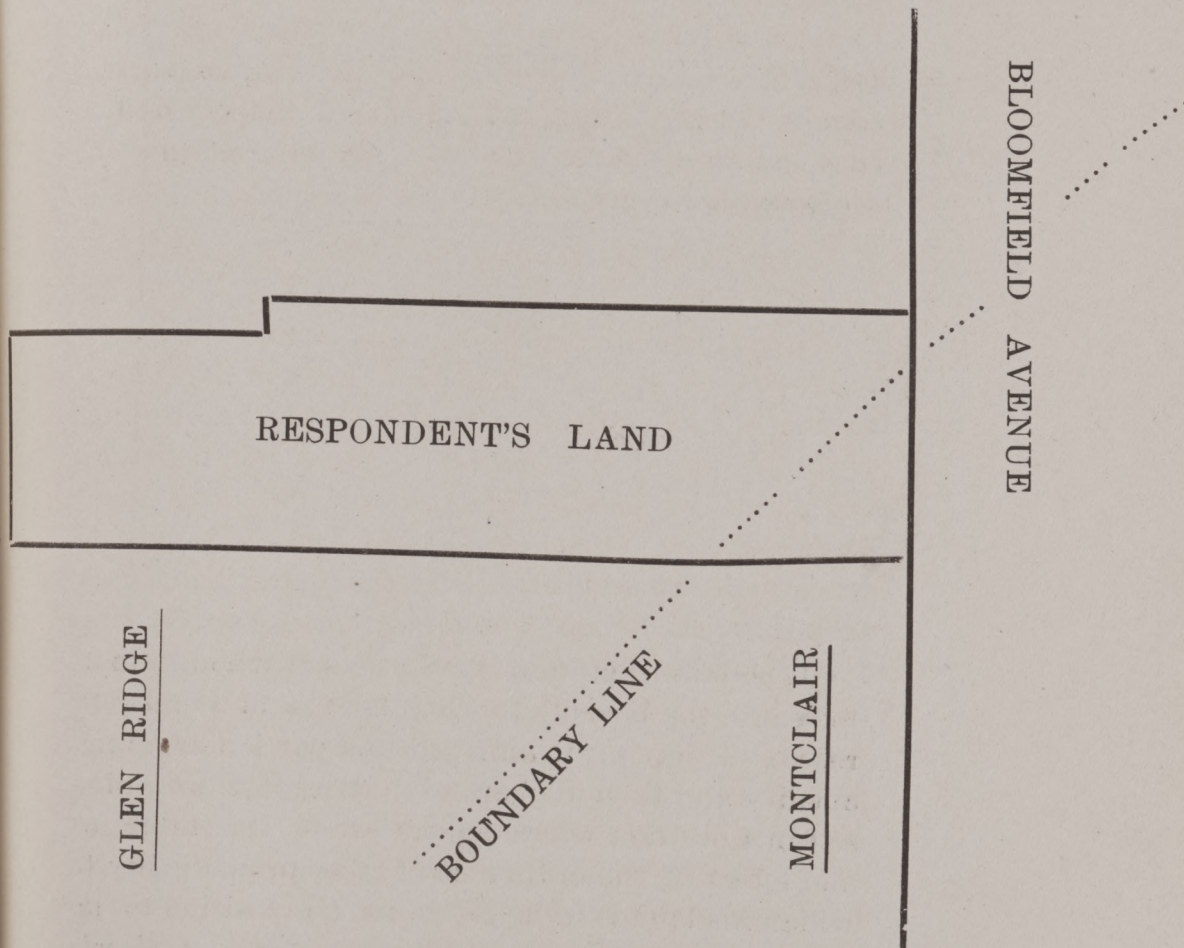 BLOOMFIELD AVENUE
RESPONDENT'S LAND
GLEN RIDGE
BOUNDARY LINE
MONTCLAIR